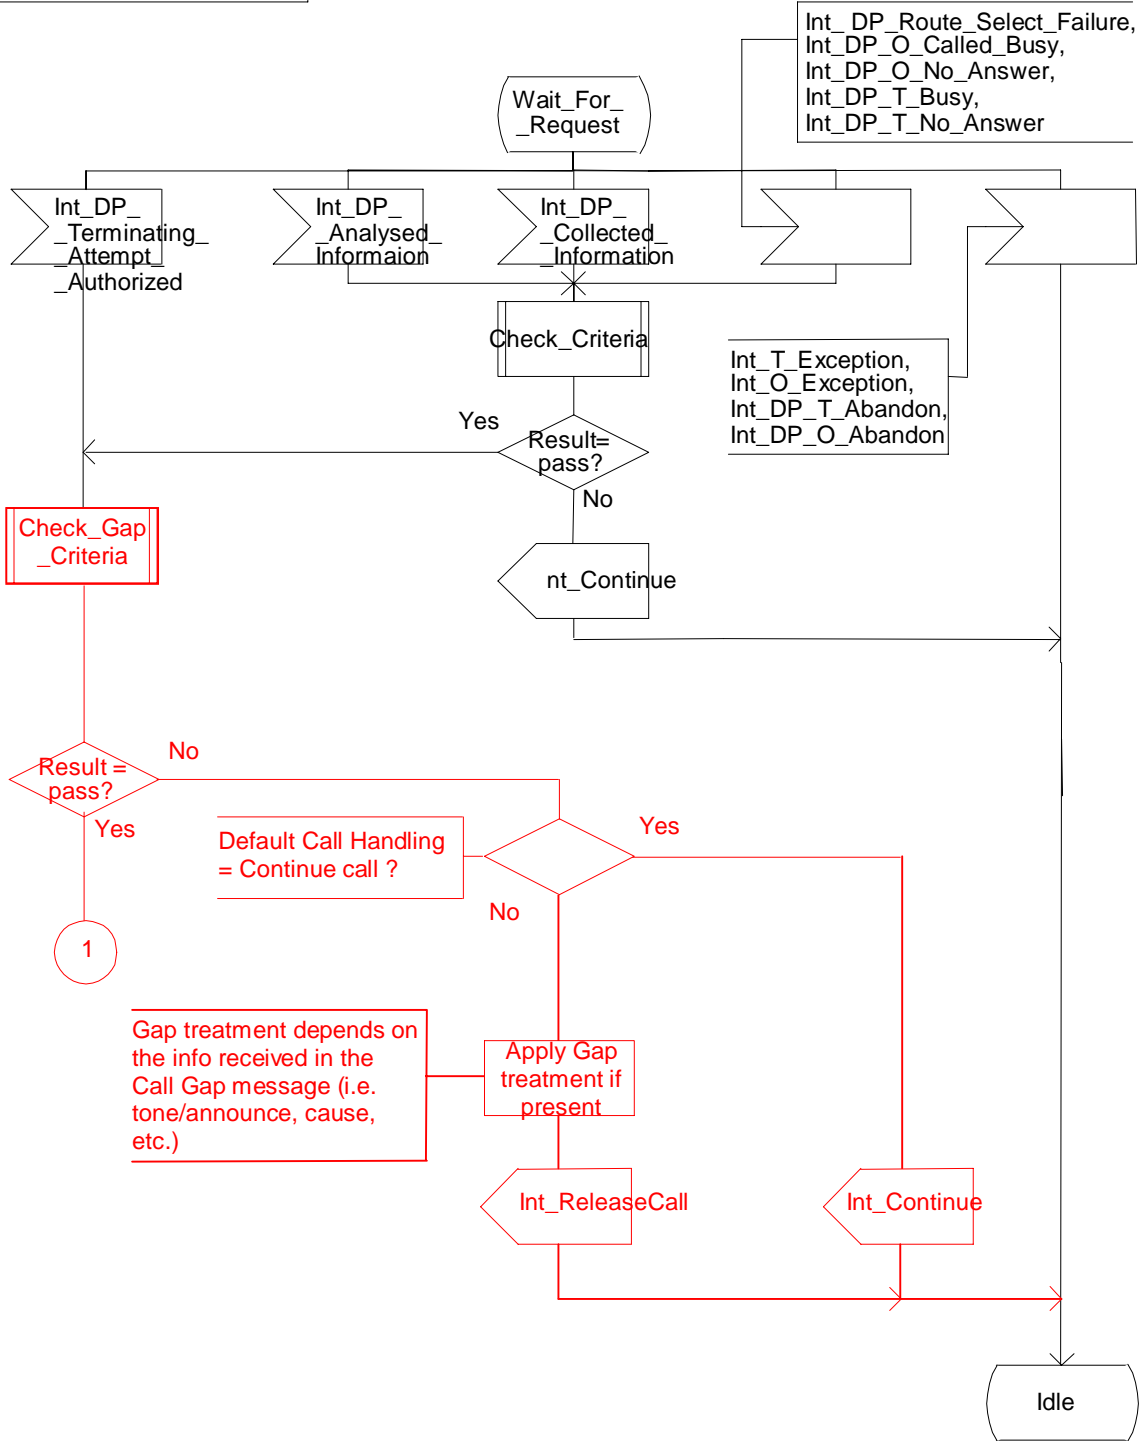 Int_ DP_Route_Select_Failure,
Int_DP_O_Called_Busy,
Int_DP_O_No_Answer,
Int_DP_T_Busy,
Int_DP_T_No_Answer
Wait_For_
_Request
Int_DP_
_Terminating_
_Attempt_
_Authorized
Int_DP_
_Analysed_
Informaion
Int_DP_
_Collected_
_Information
Check_Criteria
Int_T_Exception,
Int_O_Exception,
Int_DP_T_Abandon,
Int_DP_O_Abandon
Yes
Result=
pass?
No
Check_Gap
_Criteria
nt_Continue
No
Result =
pass?
Yes
Default Call Handling
= Continue call ?
Yes
No
1
Gap treatment depends on
the info received in the
Call Gap message (i.e.
tone/announce, cause,
etc.)
Apply Gap
treatment if
present
Int_ReleaseCall
Int_Continue
Idle